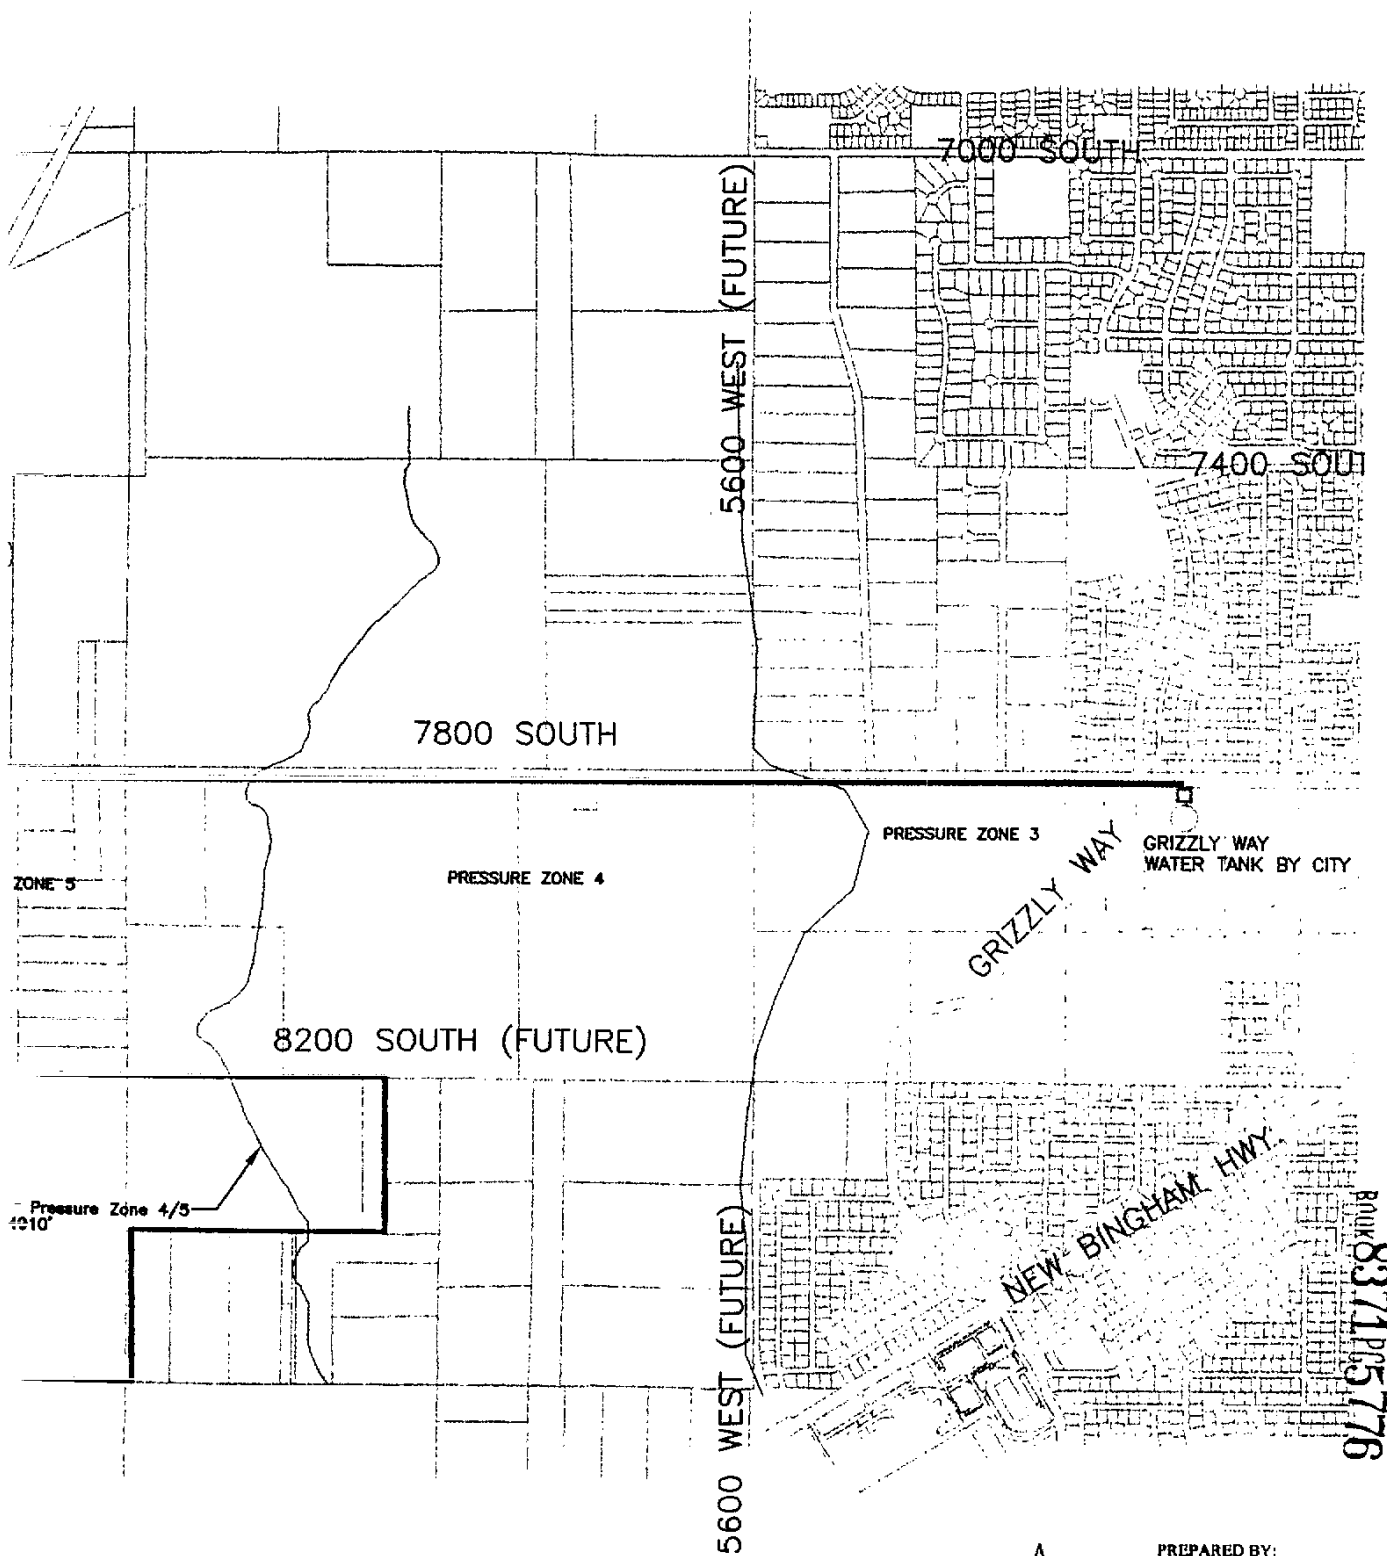 7000 SOUTH
5600 WEST (FUTURE)
7400 SOUT
7800 SOUTH
PRESSURE ZONE 3
GRIZZLY WAY
GRIZZLY WAY
WATER TANK BY CITY
ZONE 5
PRESSURE ZONE 4
8200 SOUTH (FUTURE)
Pressure Zone 4/5
NEW BINGHAM HWY.
5600 WEST (FUTURE)
BOOK 8371 PG 5776
PREPARED BY: